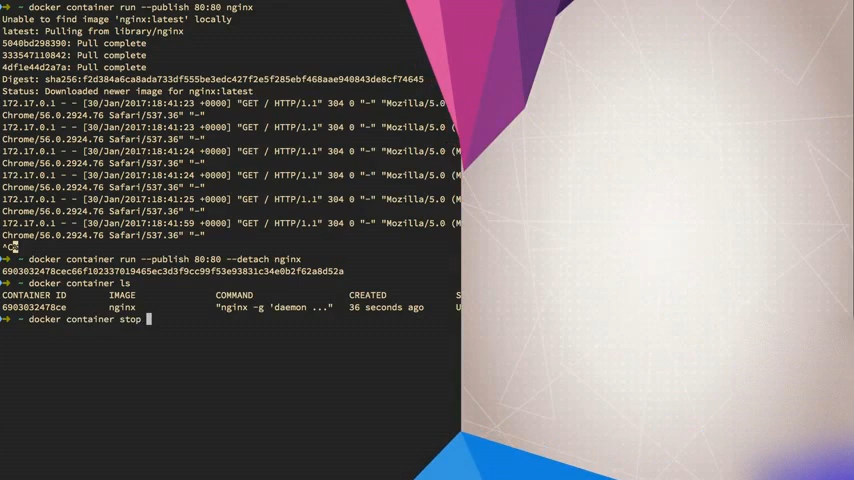 ➜ ~ docker container run --publish 80:80 nginx
Unable to find image 'nginx:latest' locally
latest: Pulling from library/nginx
5040bd298390: Pull complete
333547110842: Pull complete
4df1e44d2a7a: Pull complete
Digest: sha256:f2d384a6ca8ada733df555be3edc427f2e5f285ebf468aae940843de8cf74645
Status: Downloaded newer image for nginx:latest
172.17.0.1 - - [30/Jan/2017:18:41:23 +0000] "GET / HTTP/1.1" 304 0 "-" "Mozilla/5.0
Chrome/56.0.2924.76 Safari/537.36" "-"
172.17.0.1 - - [30/Jan/2017:18:41:23 +0000] "GET / HTTP/1.1" 304 0 "-" "Mozilla/5.0 (
Chrome/56.0.2924.76 Safari/537.36" "-"
172.17.0.1 - - [30/Jan/2017:18:41:24 +0000] "GET / HTTP/1.1" 304 0 "-" "Mozilla/5.0 (M
Chrome/56.0.2924.76 Safari/537.36" "-"
172.17.0.1 - - [30/Jan/2017:18:41:24 +0000] "GET / HTTP/1.1" 304 0 "-" "Mozilla/5.0 (M
Chrome/56.0.2924.76 Safari/537.36" "-"
172.17.0.1 - - [30/Jan/2017:18:41:25 +0000] "GET / HTTP/1.1" 304 0 "-" "Mozilla/5.0 (M
Chrome/56.0.2924.76 Safari/537.36" "-"
172.17.0.1 - - [30/Jan/2017:18:41:59 +0000] "GET / HTTP/1.1" 304 0 "-" "Mozilla/5.0 (M
Chrome/56.0.2924.76 Safari/537.36" "-"
^C%
➜ ~ docker container run --publish 80:80 --detach nginx
6903032478cec66f102337019465ec3d3f9cc99f53e93831c34e0b2f62a8d52a
➜ ~ docker container ls
CONTAINER ID IMAGE COMMAND CREATED S
6903032478ce nginx "nginx -g 'daemon ..." 36 seconds ago U
➜ ~ docker container stop